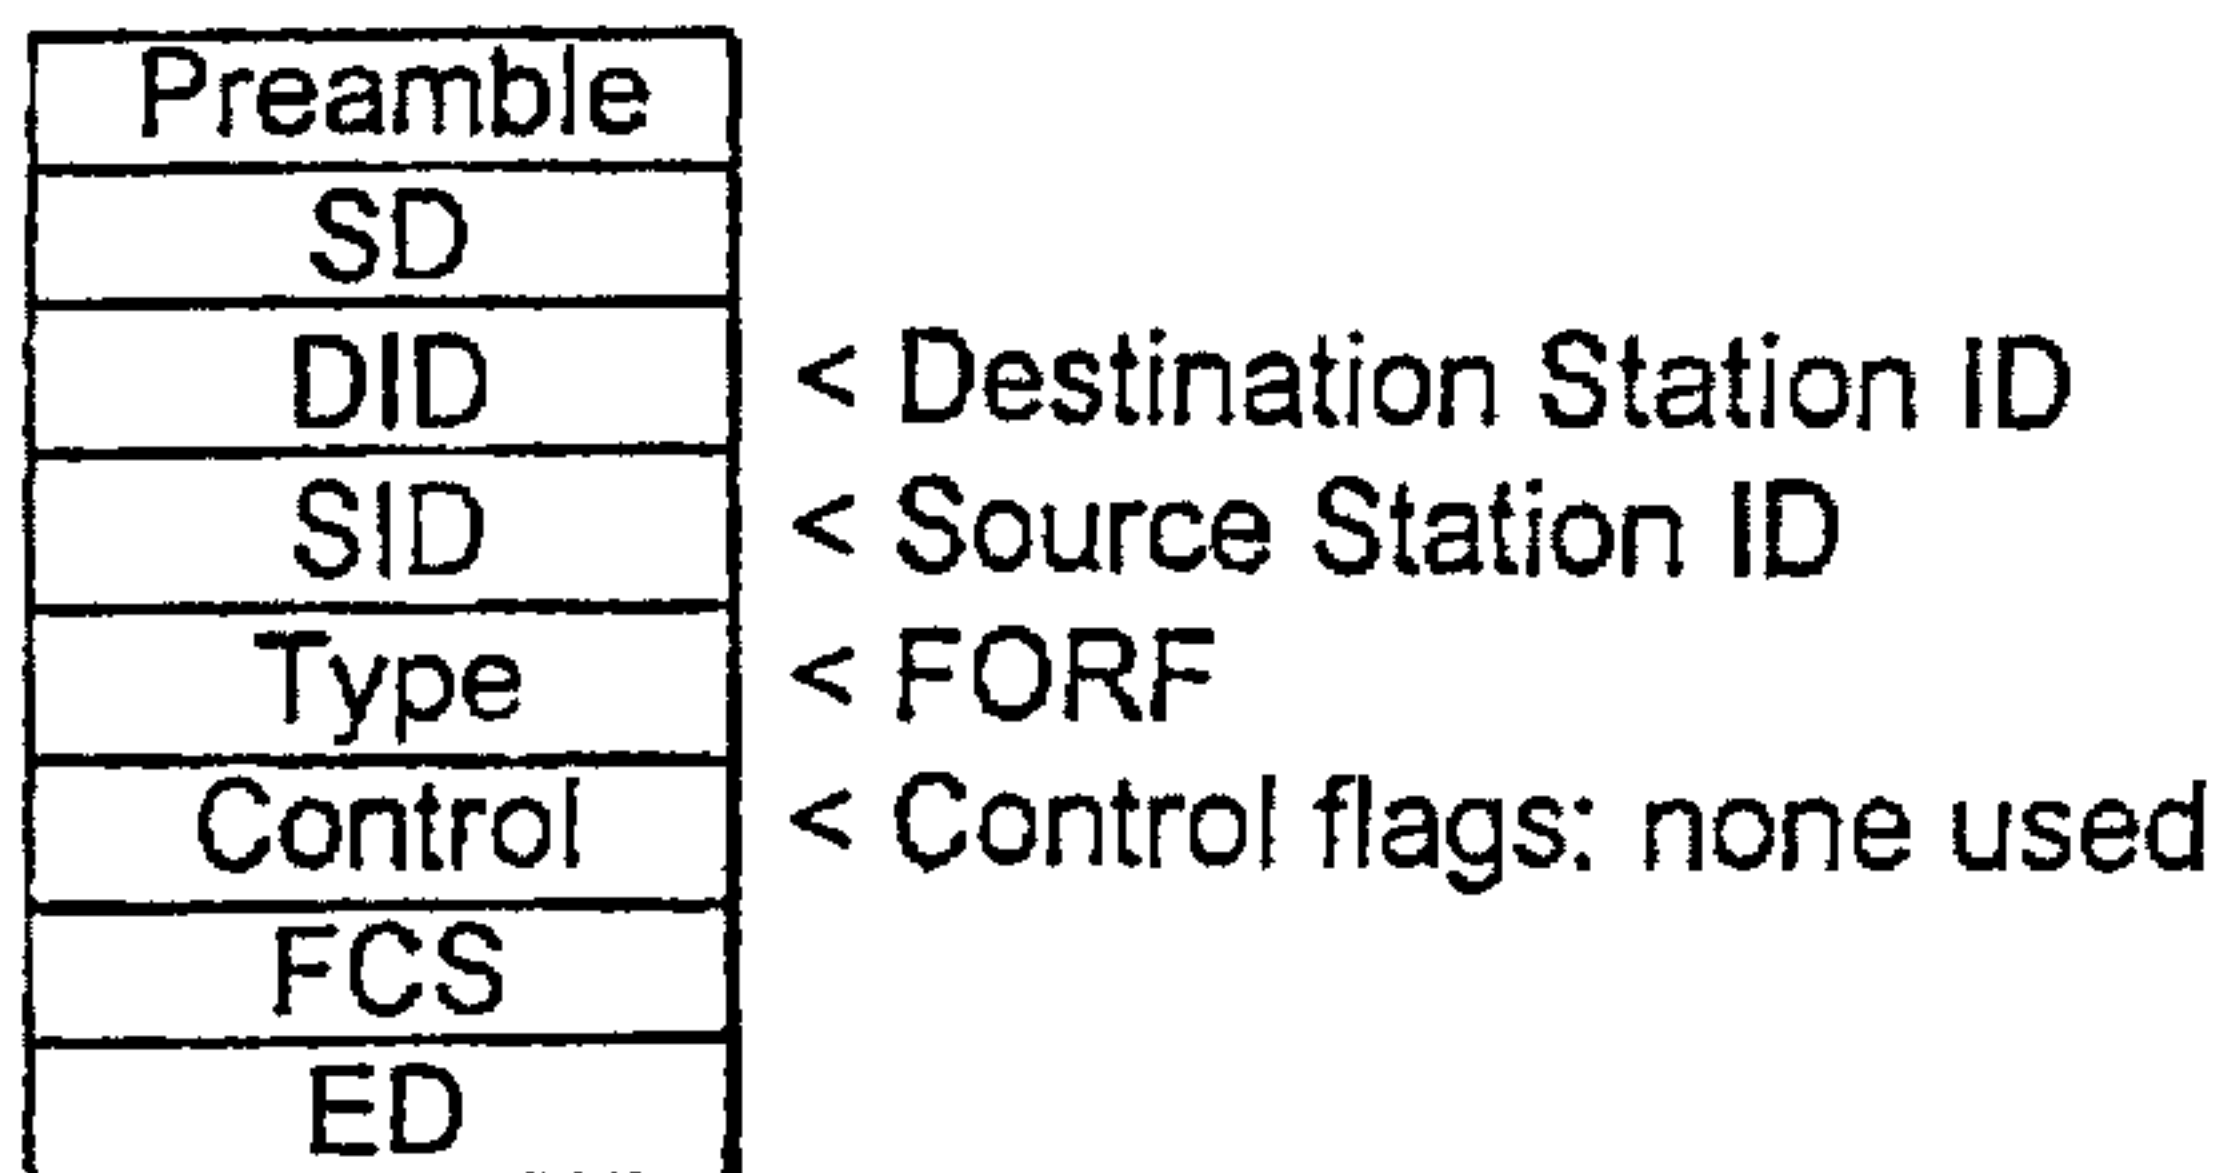 Preamble
SD
DID < Destination Station ID
SID < Source Station ID
Type < FORF
Control < Control flags: none used
FCS
ED